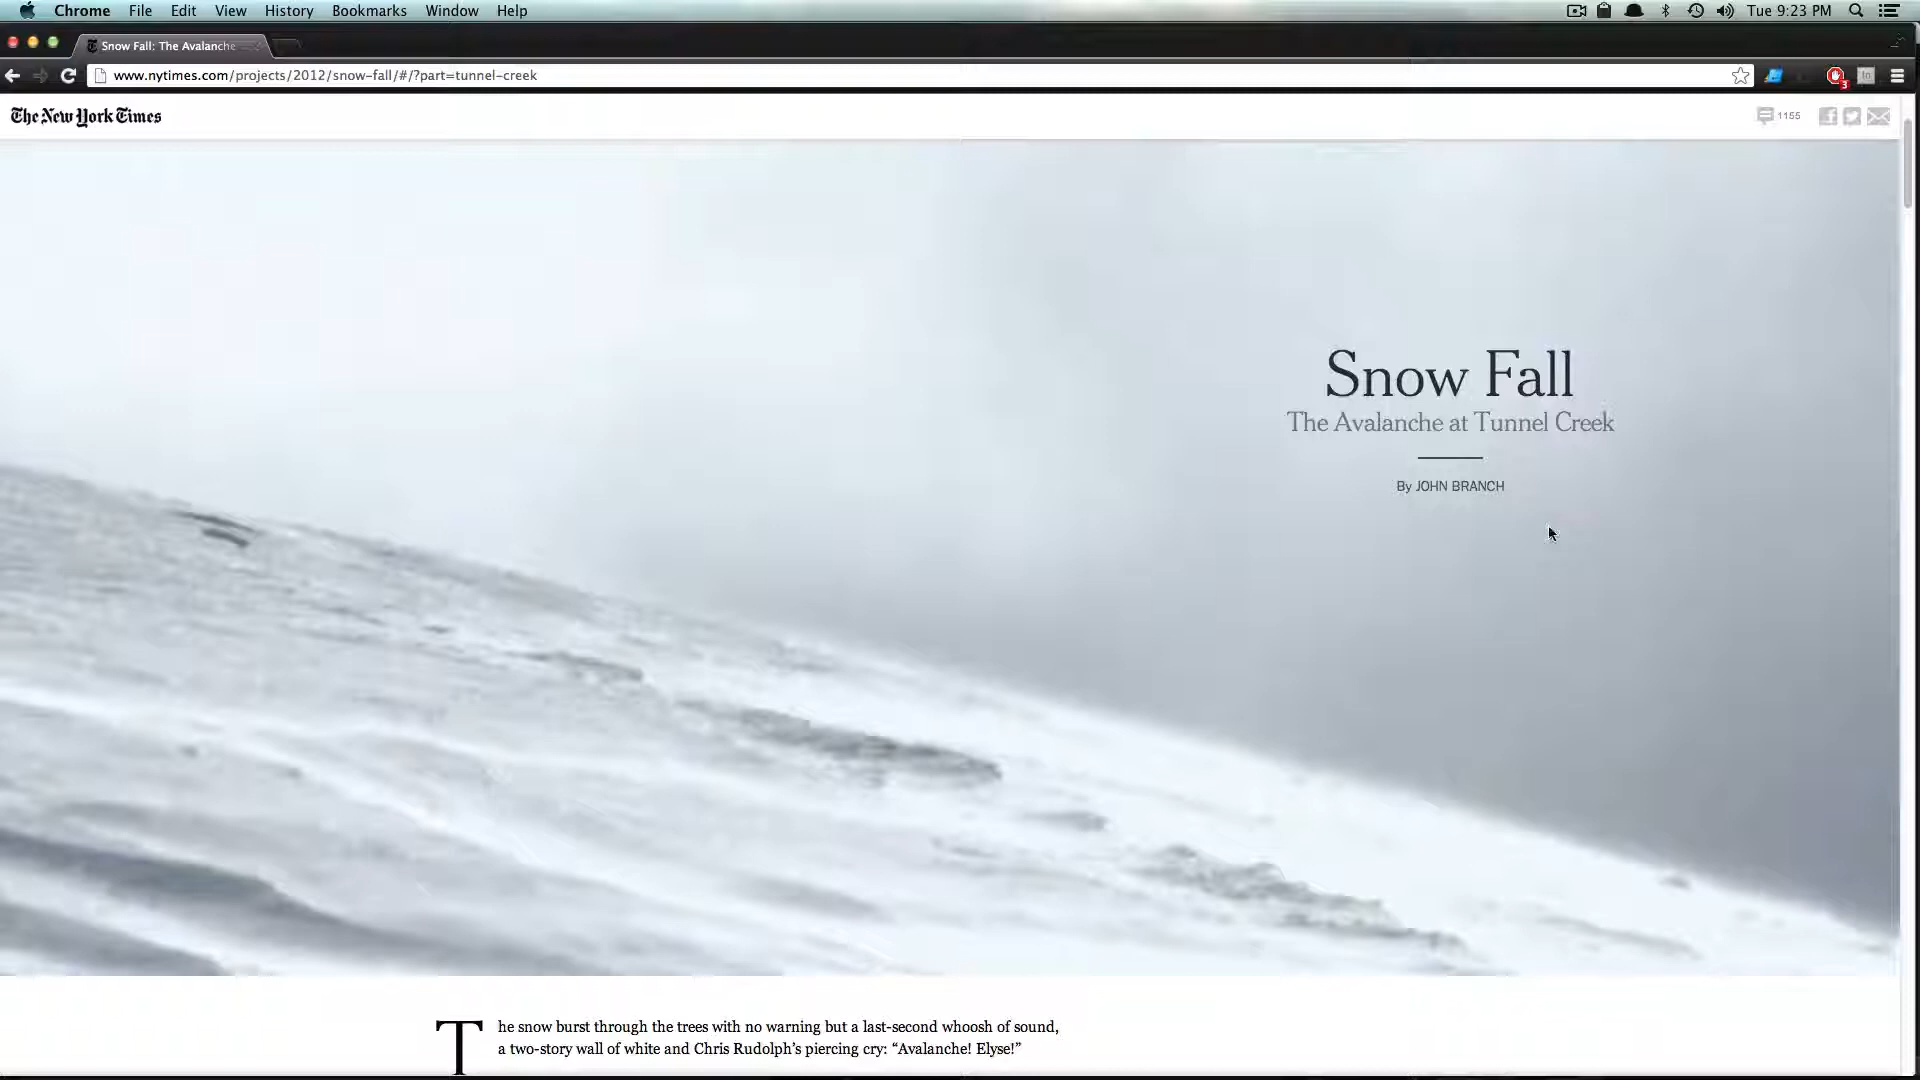 Chrome File Edit View History Bookmarks Window Help Tue 9:23 PM
Snow Fall: The Avalanche
www.nytimes.com/projects/2012/snow-fall/#/?part=tunnel-creek
3
The New York Times 1155
Snow Fall
The Avalanche at Tunnel Creek
By JOHN BRANCH
The snow burst through the trees with no warning but a last-second whoosh of sound,
a two-story wall of white and Chris Rudolph’s piercing cry: “Avalanche! Elyse!”